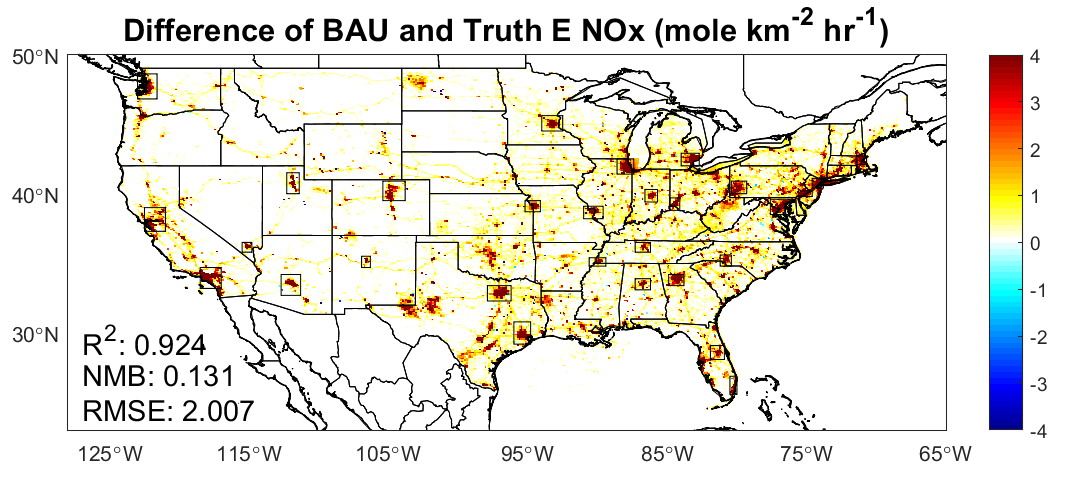 Difference of BAU and Truth E NOx (mole km⁻² hr⁻¹)
50°N
40°N
30°N
R²: 0.924
NMB: 0.131
RMSE: 2.007
125°W 115°W 105°W 95°W 85°W 75°W 65°W
4
3
2
1
0
-1
-2
-3
-4